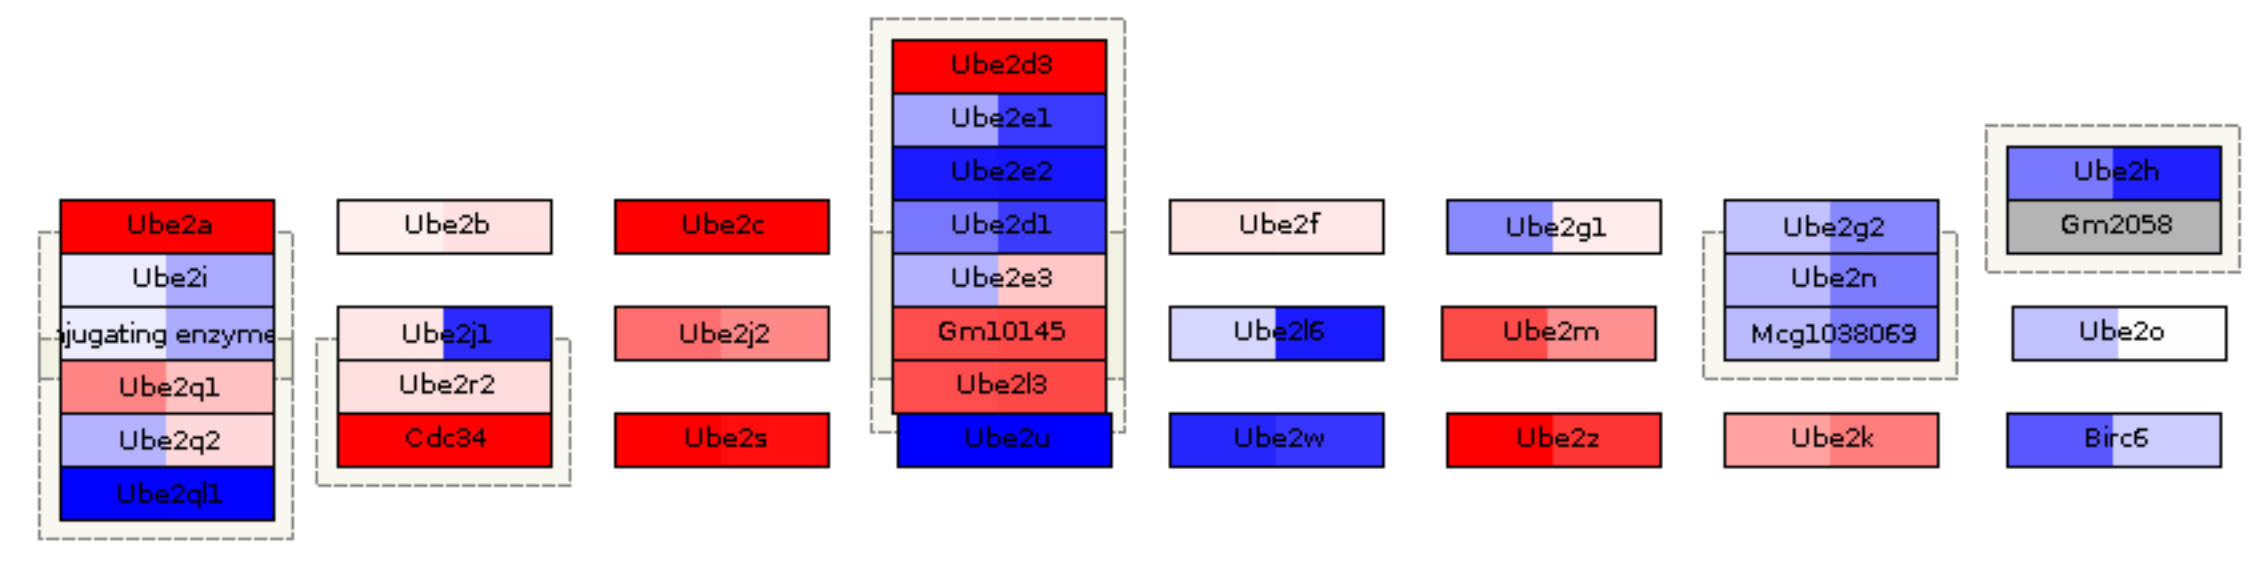 Ube2a
Ube2i
jugating enzyme
Ube2q1
Ube2q2
Ube2ql1
Ube2b
Ube2j1
Ube2r2
Cdc34
Ube2c
Ube2j2
Ube2s
Ube2d3
Ube2e1
Ube2e2
Ube2d1
Ube2e3
Gm10145
Ube2l3
Ube2u
Ube2f
Ube2l6
Ube2w
Ube2g1
Ube2m
Ube2z
Ube2g2
Ube2n
Mcg1038069
Ube2k
Ube2h
Gm2058
Ube2o
Birc6